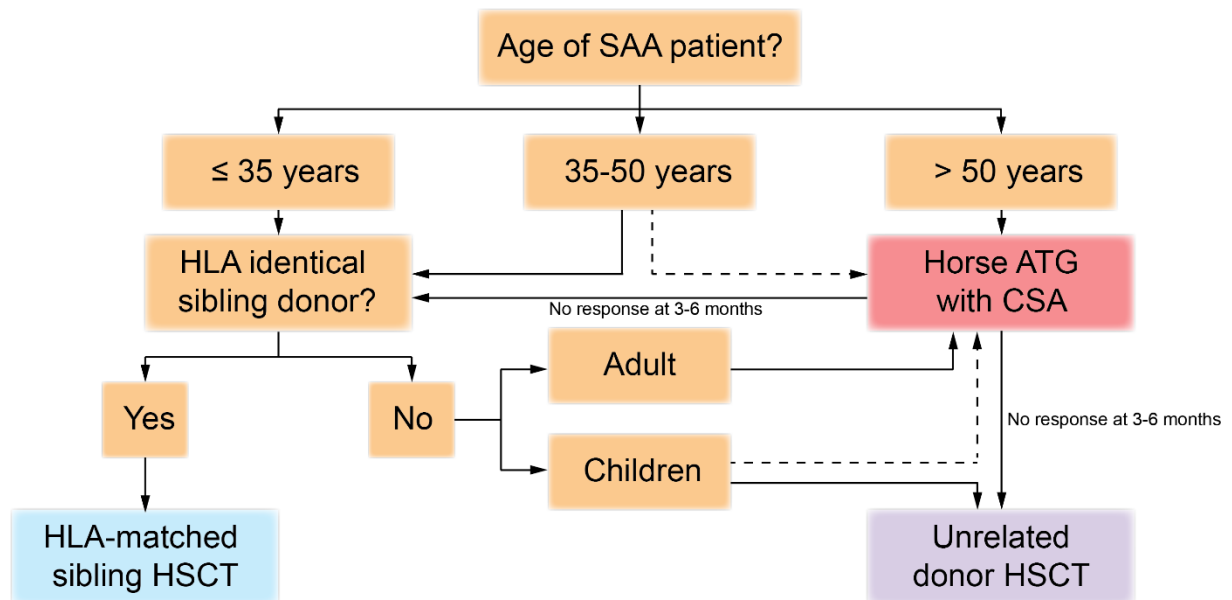 Age of SAA patient?
≤ 35 years
35-50 years
> 50 years
HLA identical
sibling donor?
Horse ATG
with CSA
No response at 3-6 months
Adult
Yes
No
No response at 3-6 months
Children
HLA-matched
sibling HSCT
Unrelated
donor HSCT